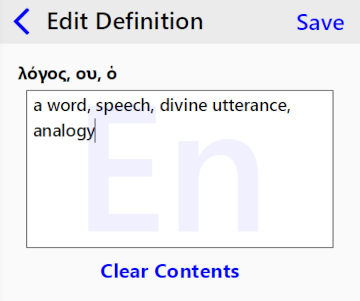 Edit Definition
Save
λόγος, ου, ὁ
a word, speech, divine utterance,
analogy
En
Clear Contents